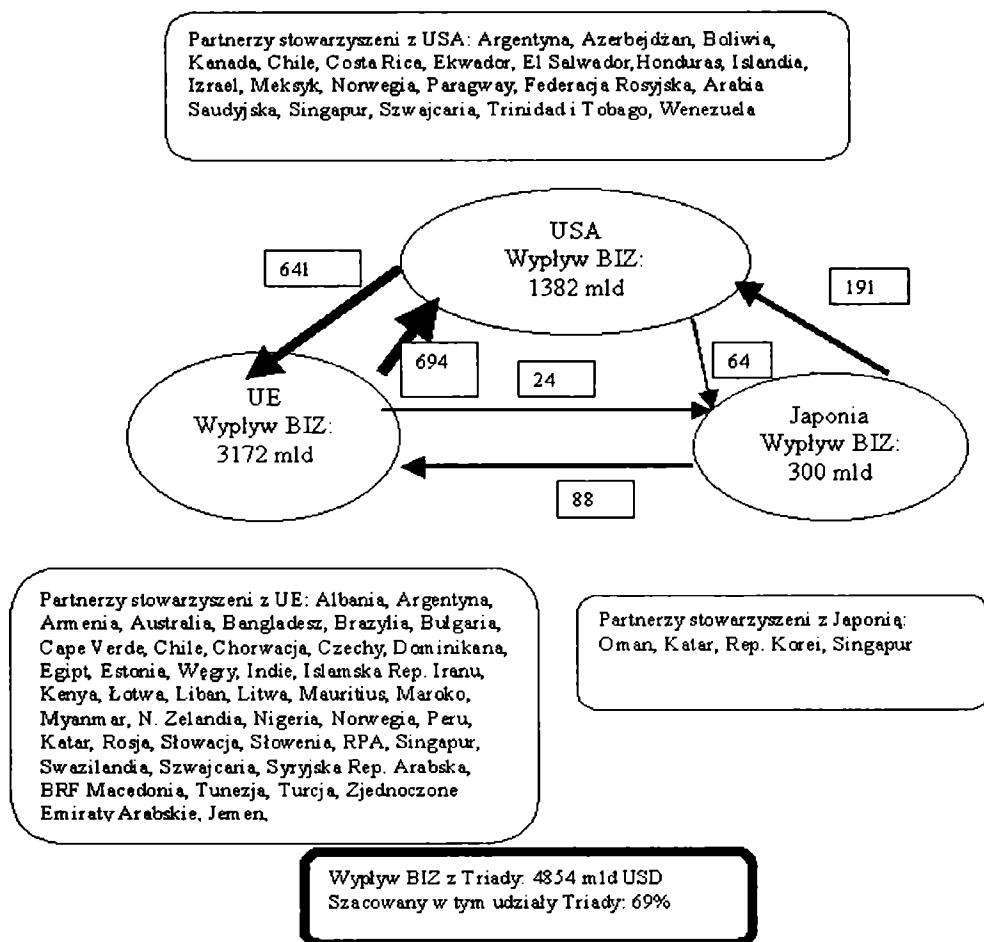 Partnerzy stowarzyszeni z USA: Argentyna, Azerbejdżan, Boliwia,
Kanada, Chile, Costa Rica, Ekwador, El Salwador,Honduras, Islandia,
Izrael, Meksyk, Norwegia, Paragway, Federacja Rosyjska, Arabia
Saudyjska, Singapur, Szwajcaria, Trinidad i Tobago, Wenezuela
USA
Wypływ BIZ:
1382 mld
641
191
694
24
64
UE
Wypływ BIZ:
3172 mld
Japonia
Wypływ BIZ:
300 mld
88
Partnerzy stowarzyszeni z UE: Albania, Argentyna,
Armenia, Australia, Bangladesz, Brazylia, Bułgaria,
Cape Verde, Chile, Chorwacja, Czechy, Dominikana,
Egipt, Estonia, Węgry, Indie, Islamska Rep. Iranu,
Kenya, Łotwa, Liban, Litwa, Mauritius, Maroko,
Myanmar, N. Zelandia, Nigeria, Norwegia, Peru,
Katar, Rosja, Słowacja, Słowenia, RPA, Singapur,
Swazilandia, Szwajcaria, Syryjska Rep. Arabska,
BRF Macedonia, Tunezja, Turcja, Zjednoczone
Emiraty Arabskie, Jemen,
Partnerzy stowarzyszeni z Japonią:
Oman, Katar, Rep. Korei, Singapur
Wypływ BIZ z Triady: 4854 mld USD
Szacowany w tym udziały Triady: 69%